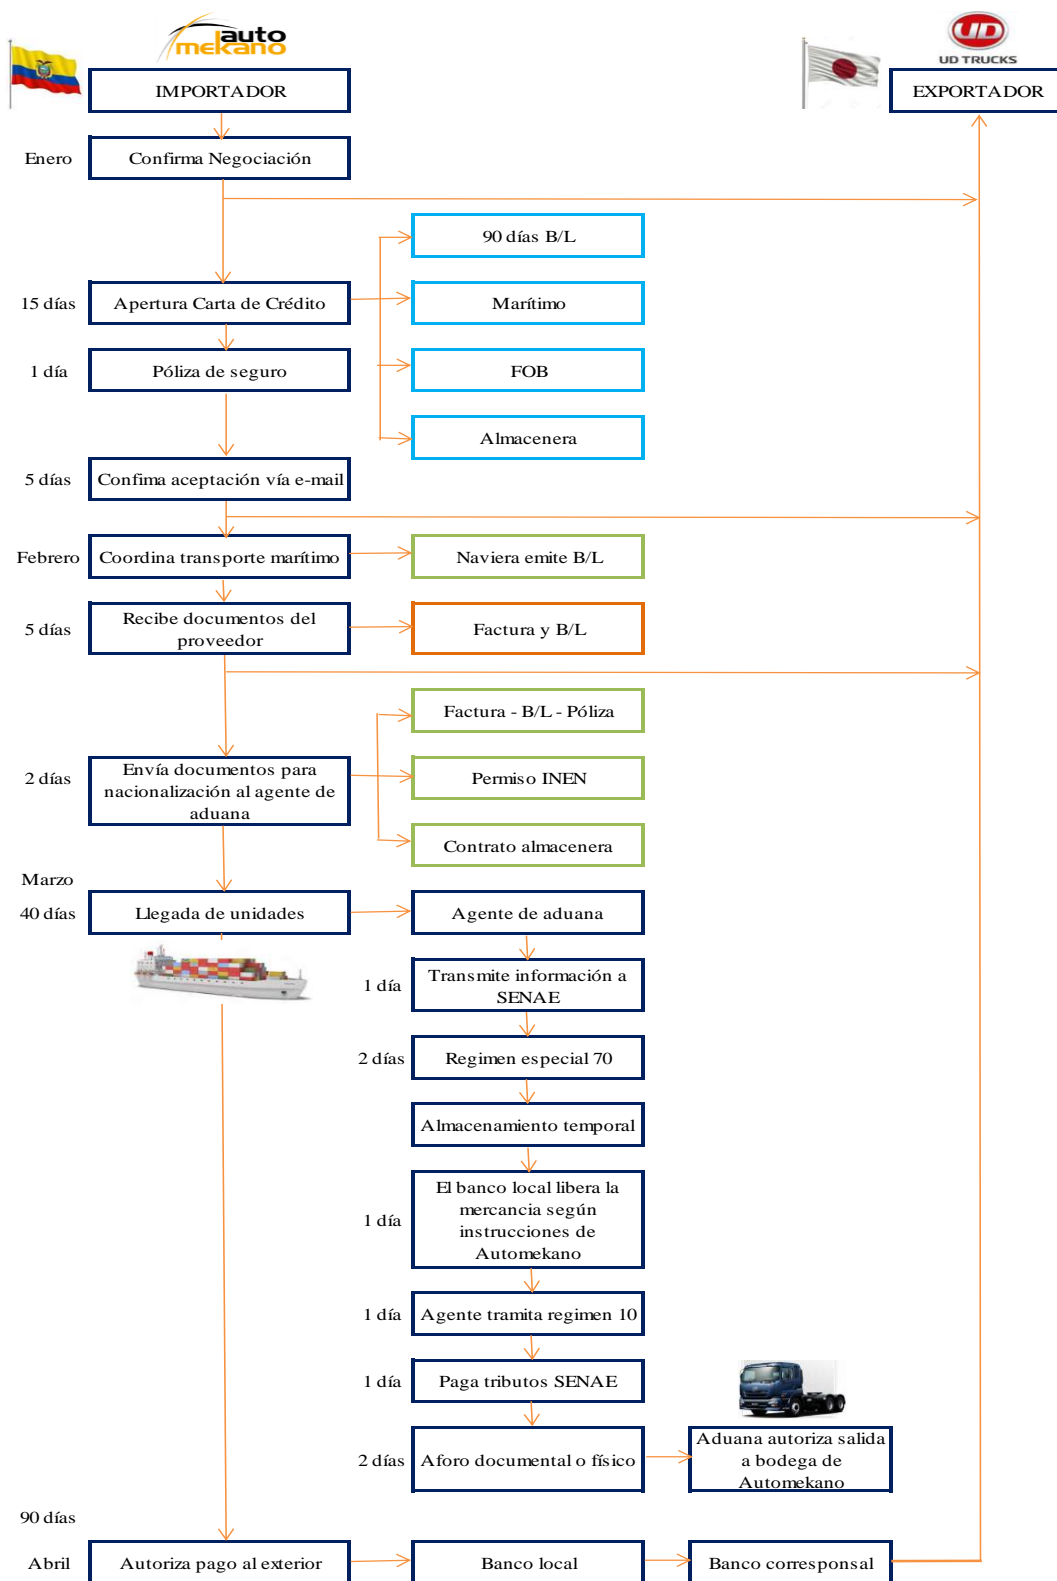 auto
mekano
UD
UD TRUCKS
IMPORTADOR
EXPORTADOR
Enero
Confirma Negociación
90 días B/L
15 días
Apertura Carta de Crédito
Marítimo
1 día
Póliza de seguro
FOB
Almacenera
5 días
Confima aceptación vía e-mail
Febrero
Coordina transporte marítimo
Naviera emite B/L
5 días
Recibe documentos del
proveedor
Factura y B/L
Factura - B/L - Póliza
2 días
Envía documentos para
nacionalización al agente de
aduana
Permiso INEN
Contrato almacenera
Marzo
40 días
Llegada de unidades
Agente de aduana
1 día
Transmite información a
SENAE
2 días
Regimen especial 70
Almacenamiento temporal
1 día
El banco local libera la
mercancia según
instrucciones de
Automekano
1 día
Agente tramita regimen 10
1 día
Paga tributos SENAE
2 días
Aforo documental o físico
Aduana autoriza salida
a bodega de
Automekano
90 días
Abril
Autoriza pago al exterior
Banco local
Banco corresponsal